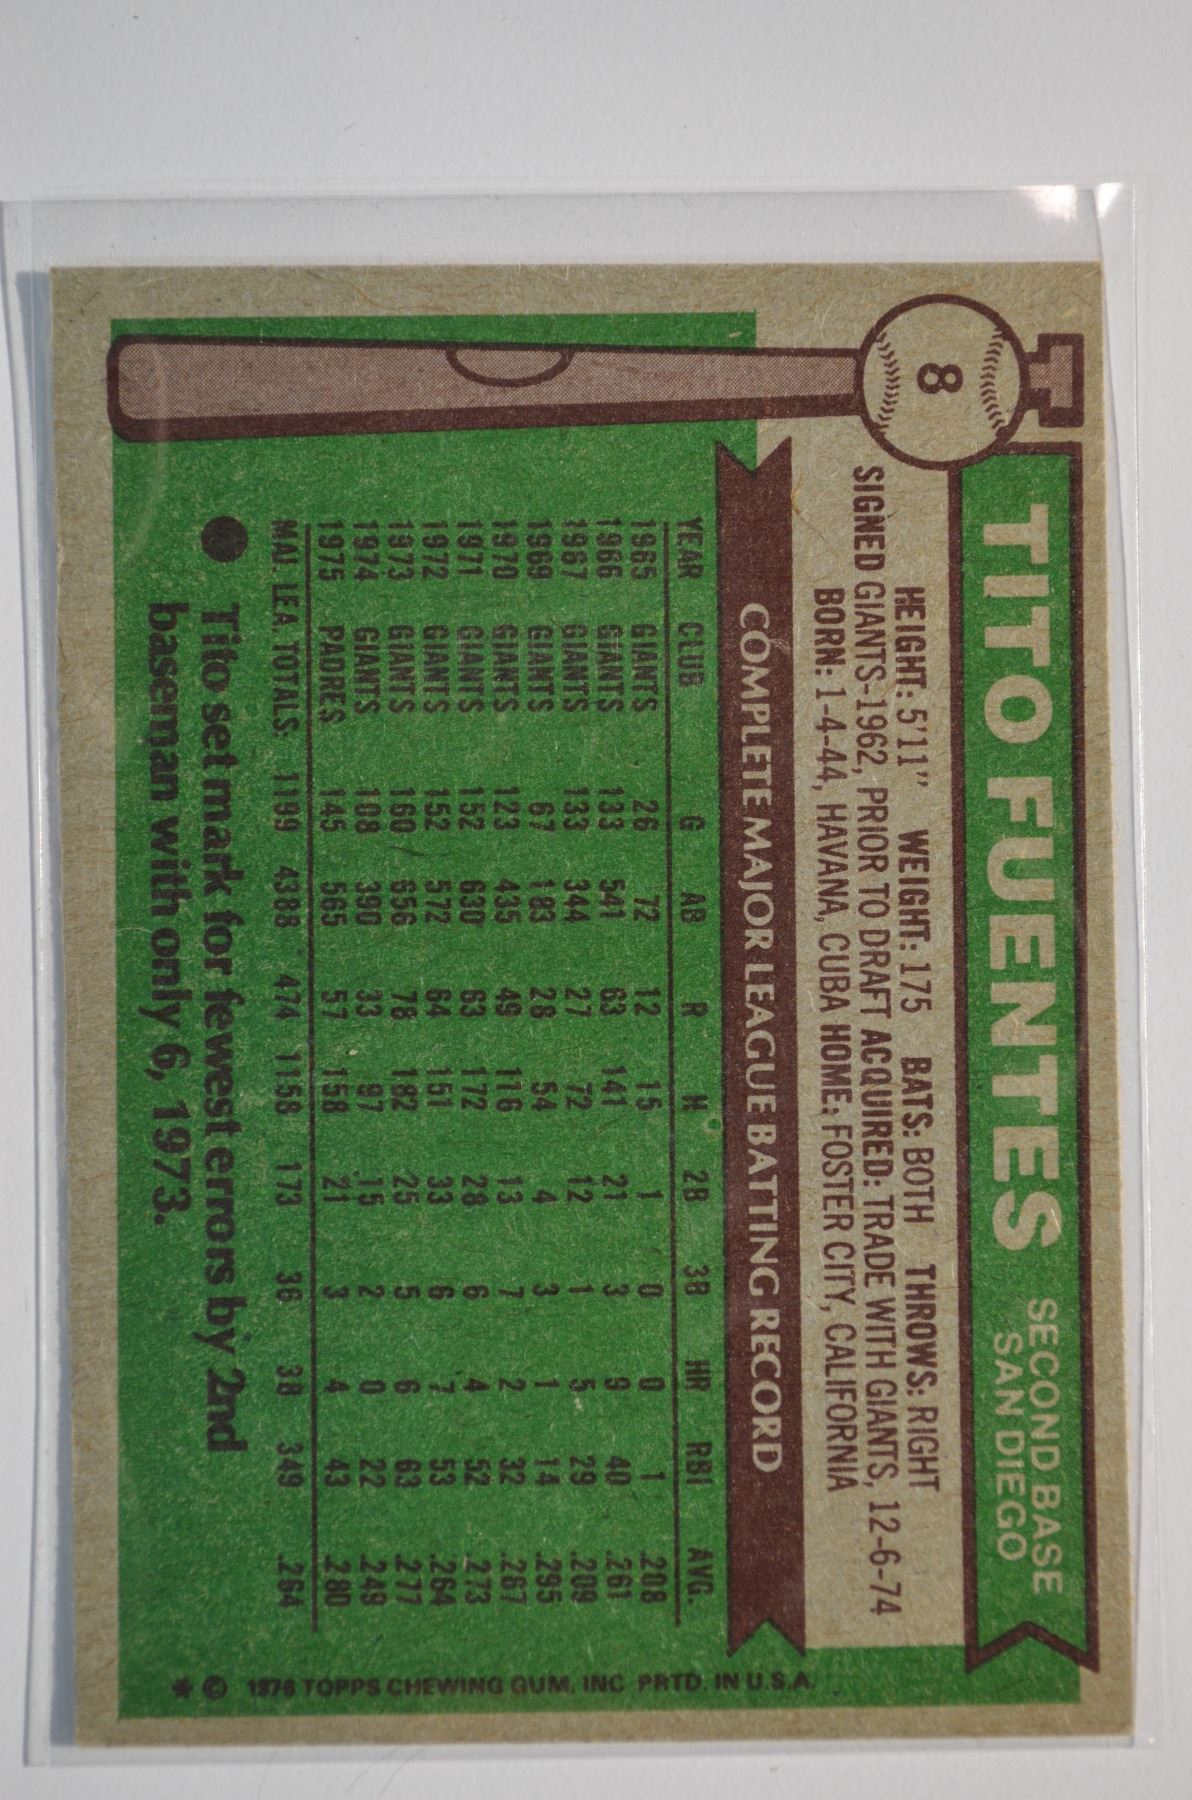 8
TITO FUENTES
SECOND BASE
SAN DIEGO
HEIGHT: 5'11" WEIGHT: 175 BATS: BOTH THROWS: RIGHT
SIGNED GIANTS-1962, PRIOR TO DRAFT ACQUIRED: TRADE WITH GIANTS, 12-6-74
BORN: 1-4-44, HAVANA, CUBA HOME: FOSTER CITY, CALIFORNIA
COMPLETE MAJOR LEAGUE BATTING RECORD
YEAR CLUB G AB R H 2B 3B HR RBI AVG.
1965 GIANTS 26 72 12 15 1 0 0 1 .208
1966 GIANTS 133 541 63 141 21 3 9 40 .261
1967 GIANTS 133 344 27 72 12 1 5 29 .209
1969 GIANTS 67 183 28 54 4 3 1 14 .295
1970 GIANTS 123 435 49 116 13 7 2 32 .267
1971 GIANTS 152 630 63 172 28 6 4 52 .273
1972 GIANTS 152 572 64 151 33 6 7 53 .264
1973 GIANTS 160 656 78 182 25 5 6 63 .277
1974 GIANTS 108 390 33 97 15 2 0 22 .249
1975 PADRES 145 565 57 158 21 3 4 43 .280
MAJ. LEA. TOTALS 1199 4388 474 1158 173 36 38 349 .264
● Tito set mark for fewest errors by 2nd
baseman with only 6, 1973.
* © 1976 TOPPS CHEWING GUM, INC PRTD. IN U.S.A.